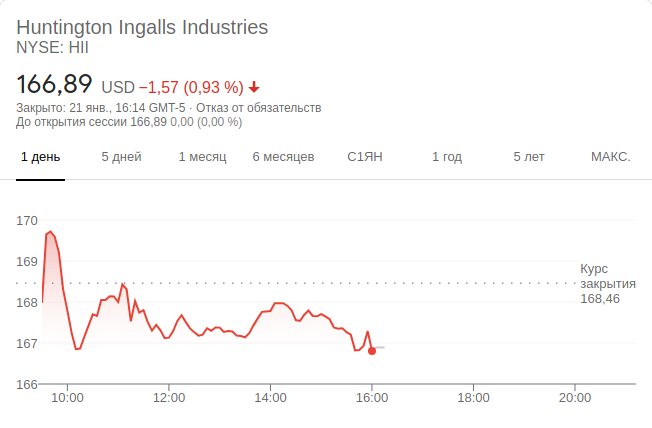 Huntington Ingalls Industries
NYSE: HII
166,89 USD −1,57 (0,93 %)
Закрыто: 21 янв., 16:14 GMT-5 · Отказ от обязательств
До открытия сессии 166,89 0,00 (0,00 %)
1 день 5 дней 1 месяц 6 месяцев С1ЯН 1 год 5 лет МАКС.
170
169
Курс
закрытия
168,46
168
167
166
10:00 12:00 14:00 16:00 18:00 20:00